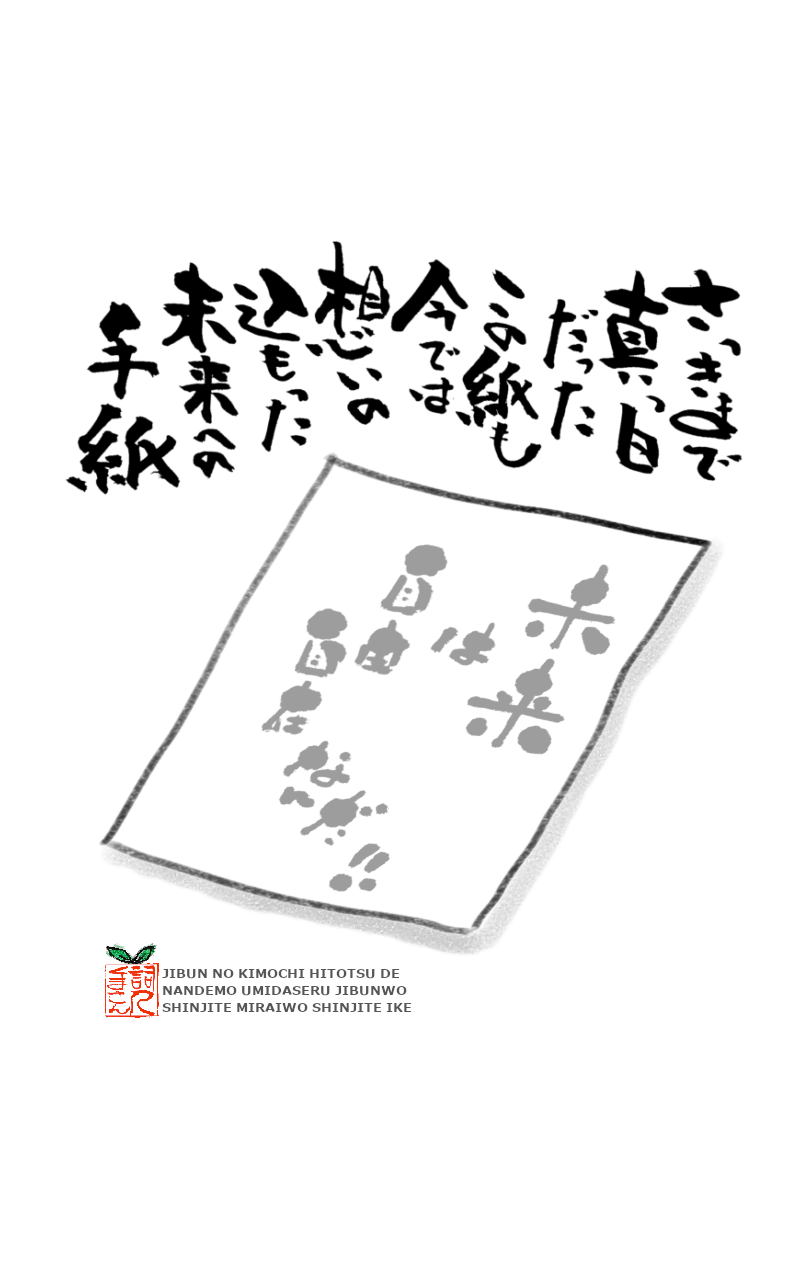 さっきまで
真っ白
だった
この紙も
今では
想いの
込もった
未来への
手紙
未来
は
自由
自在
なんだ!!
JIBUN NO KIMOCHI HITOTSU DE
NANDEMO UMIDASERU JIBUNWO
SHINJITE MIRAIWO SHINJITE IKE